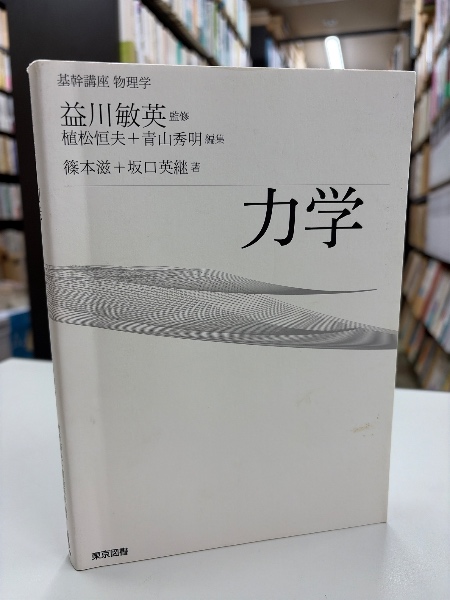 基幹講座 物理学
益川敏英 監修
植松恒夫+青山秀明 編集
篠本滋+坂口英継 著
力学
東京図書